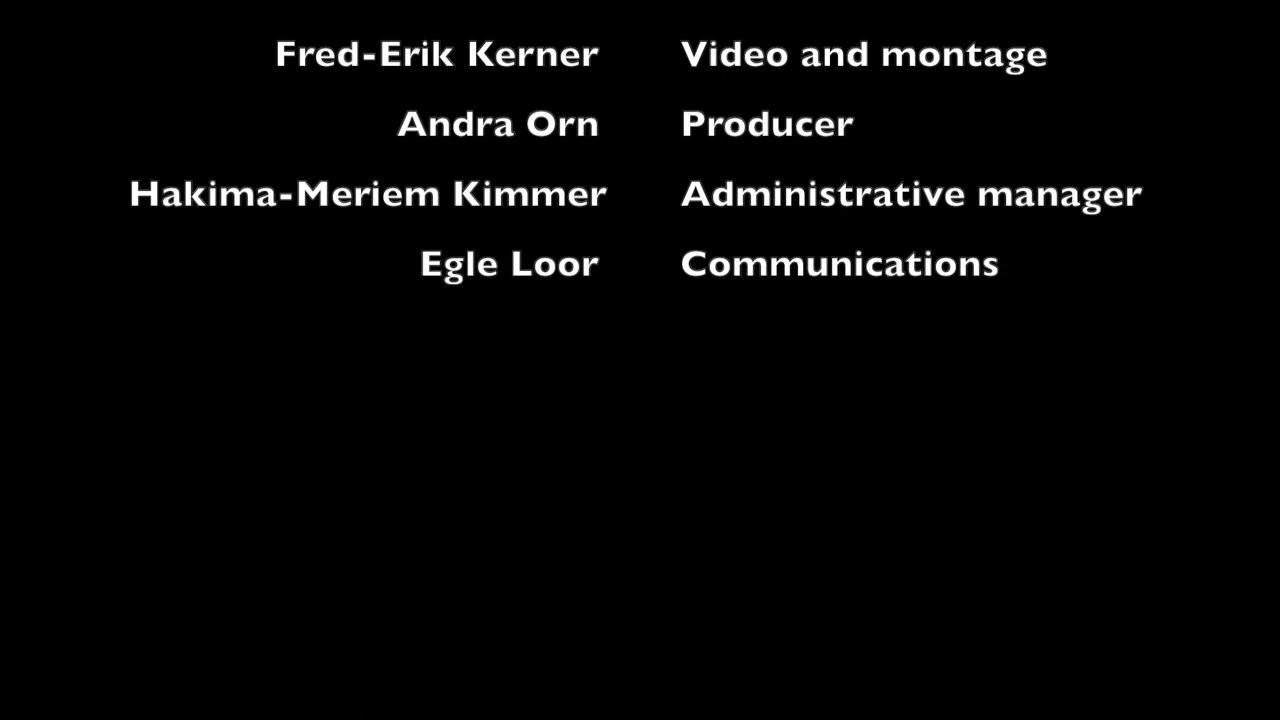 Fred-Erik Kerner Video and montage
Andra Orn Producer
Hakima-Meriem Kimmer Administrative manager
Egle Loor Communications